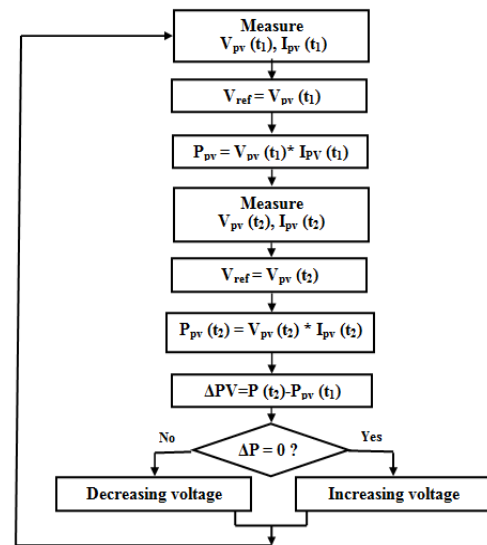 Measure
Vₚᵥ (t₁), Iₚᵥ (t₁)
Vᵣₑf = Vₚᵥ (t₁)
Pₚᵥ = Vₚᵥ (t₁)* IPV (t₁)
Measure
Vₚᵥ (t₂), Iₚᵥ (t₂)
Vᵣₑf = Vₚᵥ (t₂)
Pₚᵥ (t₂) = Vₚᵥ (t₂) * Iₚᵥ (t₂)
ΔPV=P (t₂)-Pₚᵥ (t₁)
No
ΔP = 0 ?
Yes
Decreasing voltage
Increasing voltage